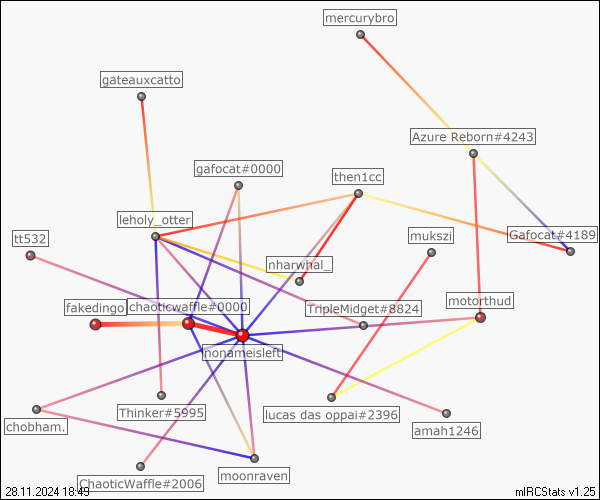 mercurybro
gateauxcatto
Azure Reborn#4243
gafocat#0000
then1cc
leholy_otter
mukszi
Gafocat#4189
tt532
nharwhal_
fakedingo
chaoticwaffle#0000
TripleMidget#8824
motorthud
nonameisleft
Thinker#5995
lucas das oppai#2396
chobham.
amah1246
ChaoticWaffle#2006
moonraven
28.11.2024 18:49
mIRCStats v1.25